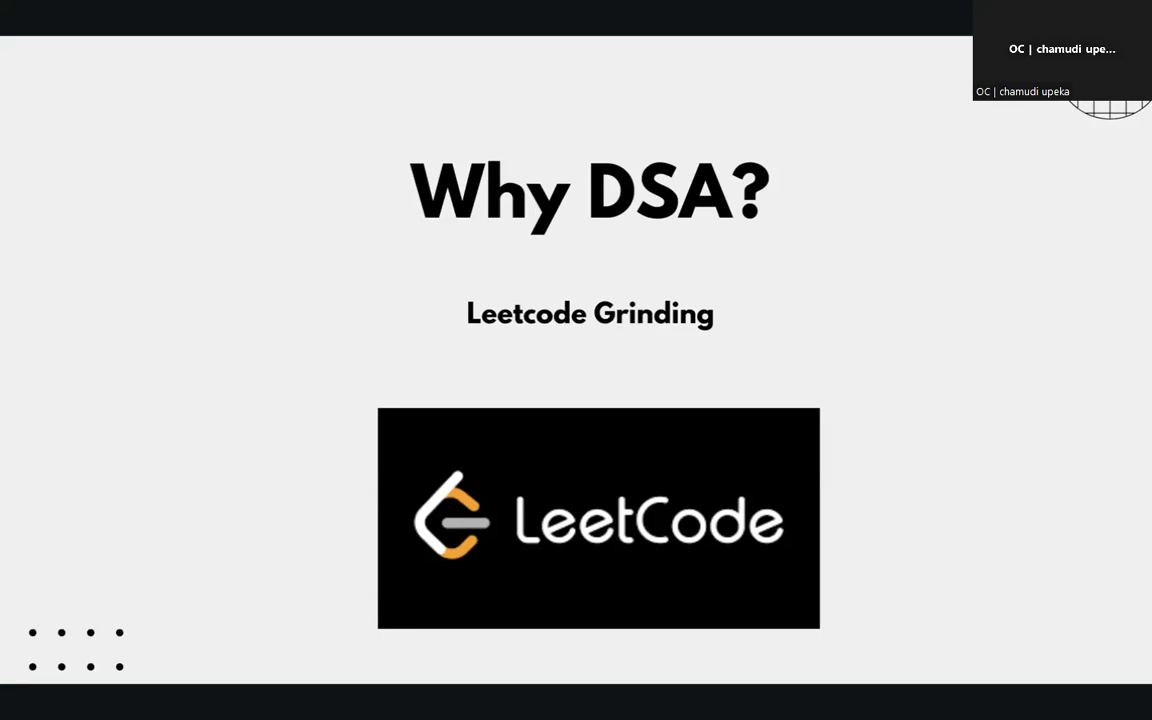 OC | chamudi upe...
OC | chamudi upeka
Why DSA?
Leetcode Grinding
LeetCode